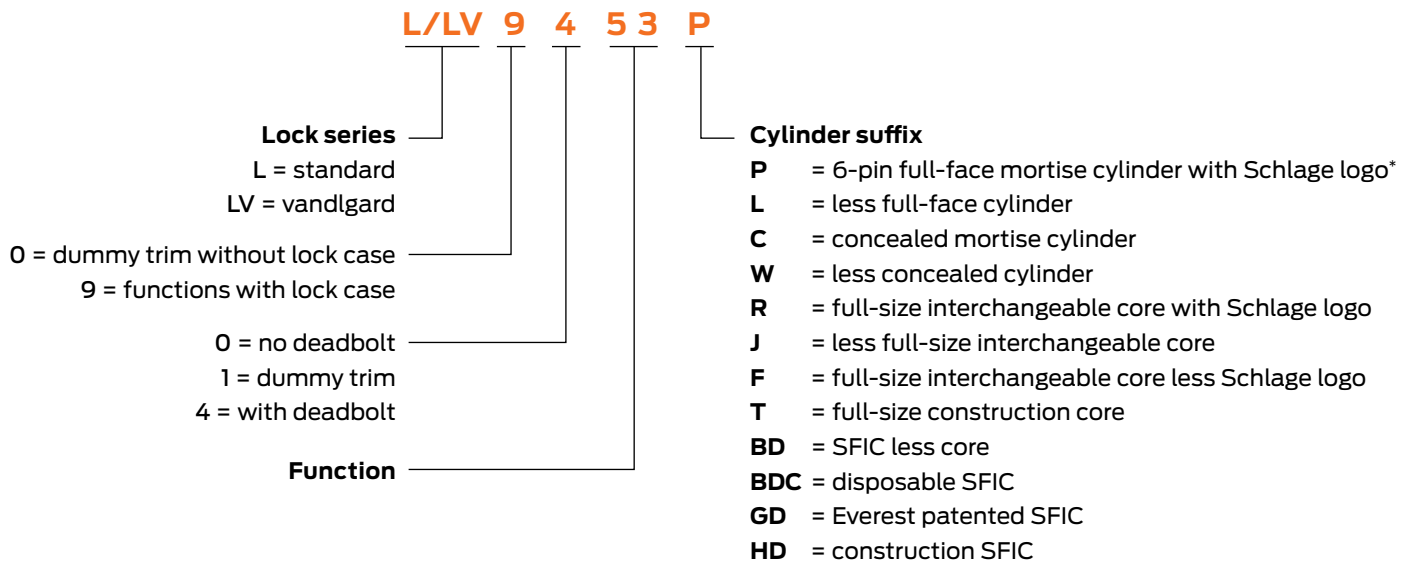 L/LV 9 4 5 3 P
Lock series
L = standard
LV = vandlgard
0 = dummy trim without lock case
9 = functions with lock case
0 = no deadbolt
1 = dummy trim
4 = with deadbolt
Function
Cylinder suffix
P = 6-pin full-face mortise cylinder with Schlage logo*
L = less full-face cylinder
C = concealed mortise cylinder
W = less concealed cylinder
R = full-size interchangeable core with Schlage logo
J = less full-size interchangeable core
F = full-size interchangeable core less Schlage logo
T = full-size construction core
BD = SFIC less core
BDC = disposable SFIC
GD = Everest patented SFIC
HD = construction SFIC